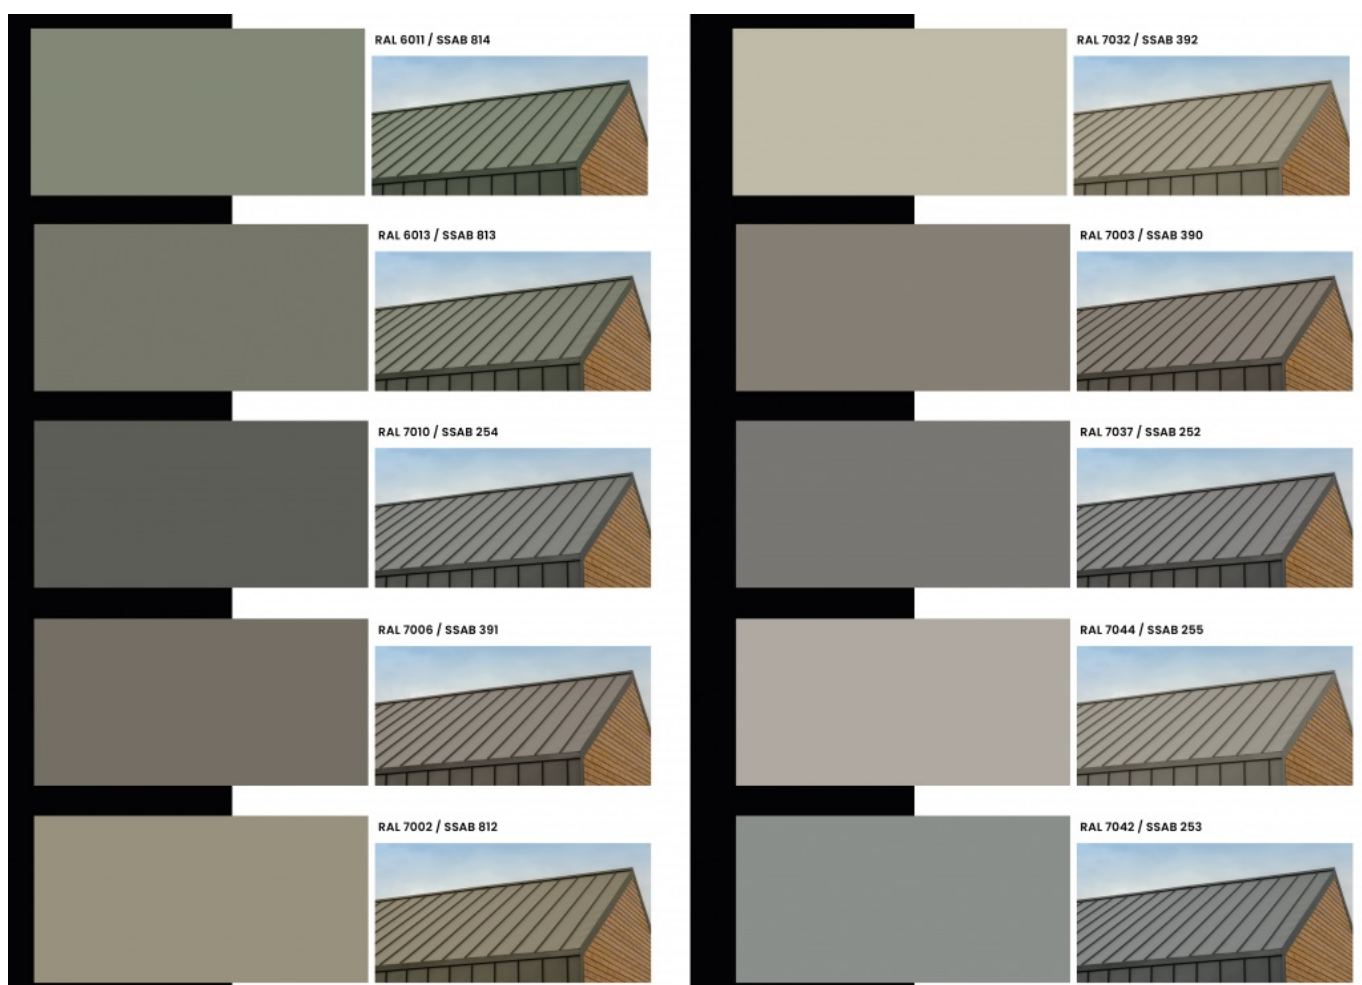 RAL 6011 / SSAB 814
RAL 6013 / SSAB 813
RAL 7010 / SSAB 254
RAL 7006 / SSAB 391
RAL 7002 / SSAB 812
RAL 7032 / SSAB 392
RAL 7003 / SSAB 390
RAL 7037 / SSAB 252
RAL 7044 / SSAB 255
RAL 7042 / SSAB 253